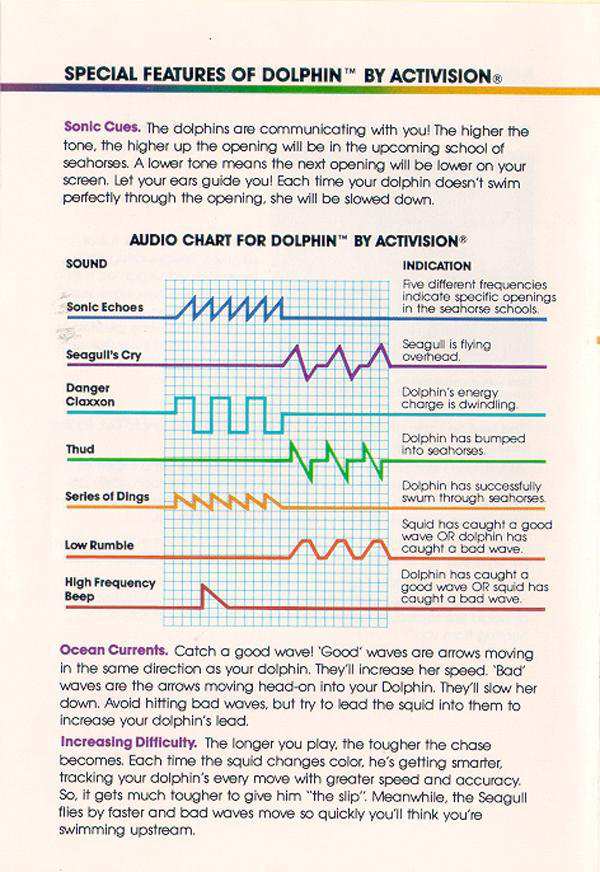 SPECIAL FEATURES OF DOLPHIN™ BY ACTIVISION®
Sonic Cues. The dolphins are communicating with you! The higher the
tone, the higher up the opening will be in the upcoming school of
seahorses. A lower tone means the next opening will be lower on your
screen. Let your ears guide you! Each time your dolphin doesn't swim
perfectly through the opening, she will be slowed down.
AUDIO CHART FOR DOLPHIN™ BY ACTIVISION®
SOUND
INDICATION
Sonic Echoes
Five different frequencies
indicate specific openings
in the seahorse schools.
Seagull's Cry
Seagull is flying
overhead.
Danger
Claxxon
Dolphin's energy
charge is dwindling.
Thud
Dolphin has bumped
into seahorses.
Series of Dings
Dolphin has successfully
swum through seahorses.
Low Rumble
Squid has caught a good
wave OR dolphin has
caught a bad wave.
High Frequency
Beep
Dolphin has caught a
good wave OR squid has
caught a bad wave.
Ocean Currents. Catch a good wave! 'Good' waves are arrows moving
in the same direction as your dolphin. They'll increase her speed. 'Bad'
waves are the arrows moving head-on into your Dolphin. They'll slow her
down. Avoid hitting bad waves, but try to lead the squid into them to
increase your dolphin's lead.
Increasing Difficulty. The longer you play, the tougher the chase
becomes. Each time the squid changes color, he's getting smarter,
tracking your dolphin's every move with greater speed and accuracy.
So, it gets much tougher to give him "the slip". Meanwhile, the Seagull
flies by faster and bad waves move so quickly you'll think you're
swimming upstream.